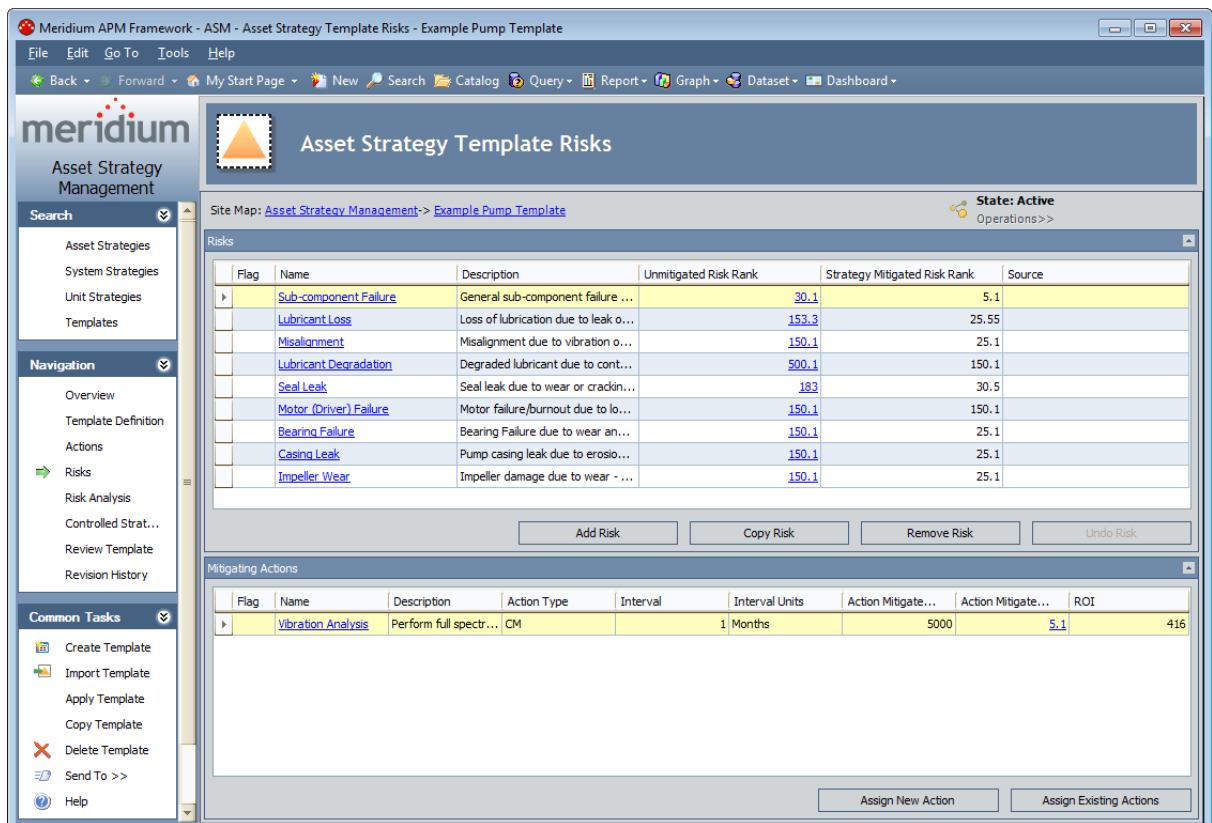 Meridium APM Framework - ASM - Asset Strategy Template Risks - Example Pump Template
File Edit Go To Tools Help
Back Forward My Start Page New Search Catalog Query Report Graph Dataset Dashboard
meridium
Asset Strategy
Management
Search
Asset Strategies
System Strategies
Unit Strategies
Templates
Navigation
Overview
Template Definition
Actions
Risks
Risk Analysis
Controlled Strat...
Review Template
Revision History
Common Tasks
Create Template
Import Template
Apply Template
Copy Template
Delete Template
Send To >>
Help
Asset Strategy Template Risks
Site Map: Asset Strategy Management-> Example Pump Template
State: Active
Operations>>
Risks
Flag Name Description Unmitigated Risk Rank Strategy Mitigated Risk Rank Source
Sub-component Failure General sub-component failure ... 30.1 5.1
Lubricant Loss Loss of lubrication due to leak o... 153.3 25.55
Misalignment Misalignment due to vibration o... 150.1 25.1
Lubricant Degradation Degraded lubricant due to cont... 500.1 150.1
Seal Leak Seal leak due to wear or crackin... 183 30.5
Motor (Driver) Failure Motor failure/burnout due to lo... 150.1 150.1
Bearing Failure Bearing Failure due to wear an... 150.1 25.1
Casing Leak Pump casing leak due to erosio... 150.1 25.1
Impeller Wear Impeller damage due to wear - ... 150.1 25.1
Add Risk Copy Risk Remove Risk Undo Risk
Mitigating Actions
Flag Name Description Action Type Interval Interval Units Action Mitigate... Action Mitigate... ROI
Vibration Analysis Perform full spectr... CM 1 Months 5000 5.1 416
Assign New Action Assign Existing Actions